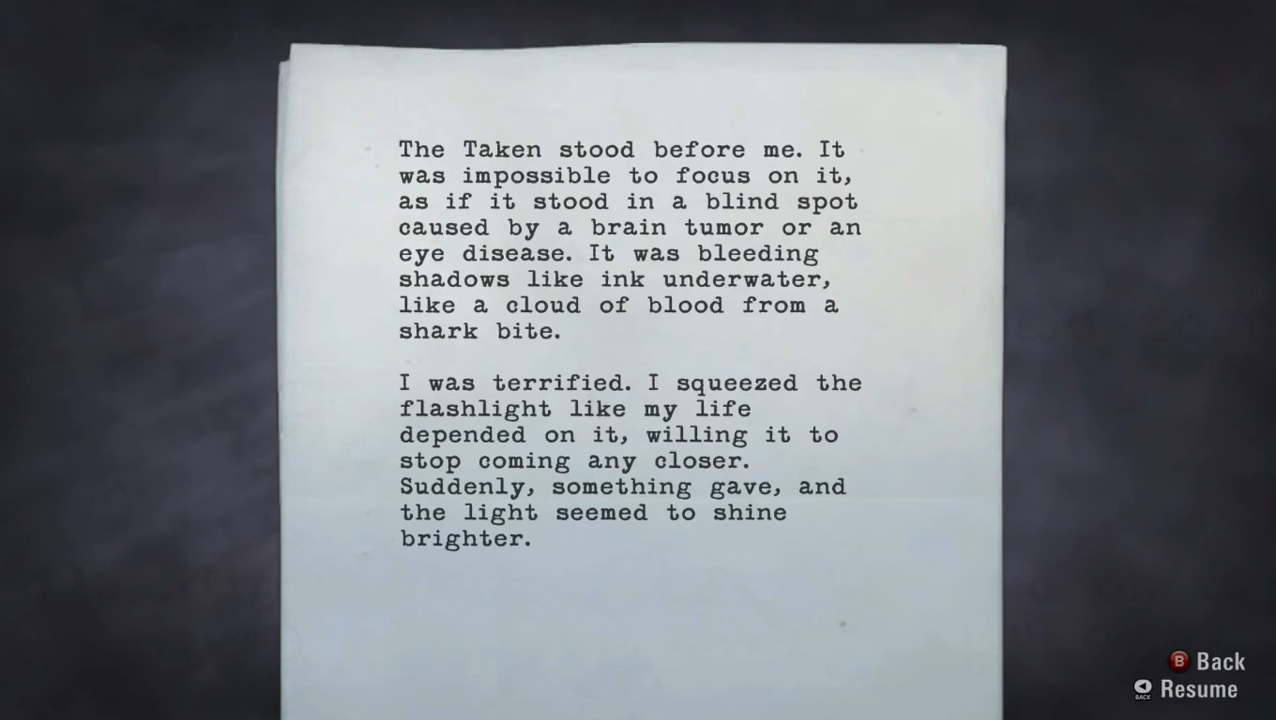 The Taken stood before me. It
was impossible to focus on it,
as if it stood in a blind spot
caused by a brain tumor or an
eye disease. It was bleeding
shadows like ink underwater,
like a cloud of blood from a
shark bite.
I was terrified. I squeezed the
flashlight like my life
depended on it, willing it to
stop coming any closer.
Suddenly, something gave, and
the light seemed to shine
brighter.
B Back
BACK Resume